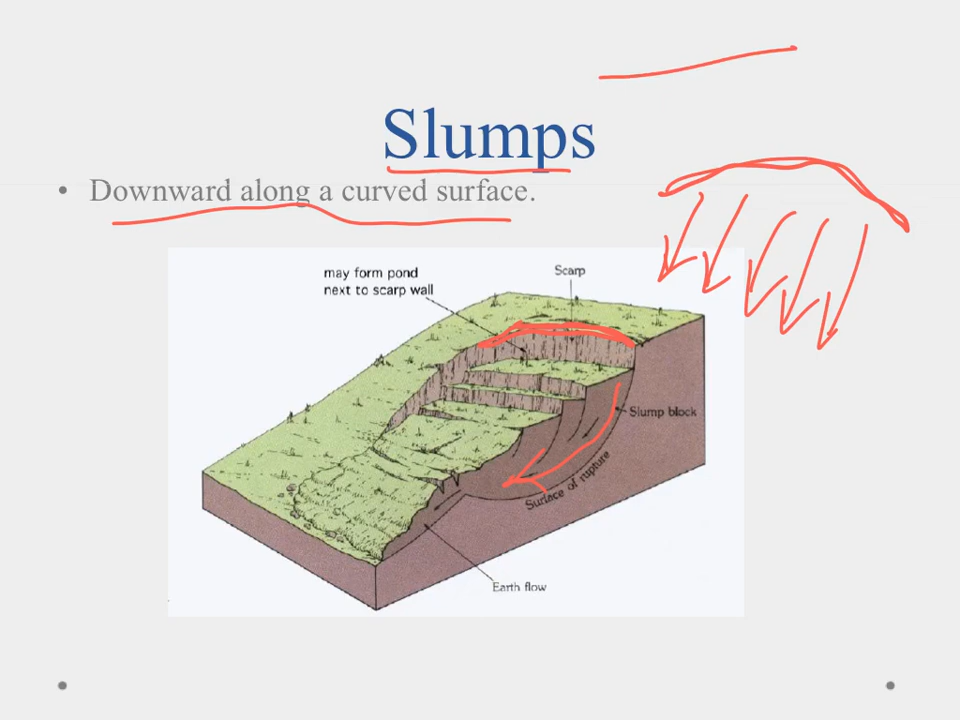 Slumps
• Downward along a curved surface.
may form pond
next to scarp wall
Scarp
Slump block
Surface of rupture
Earth flow